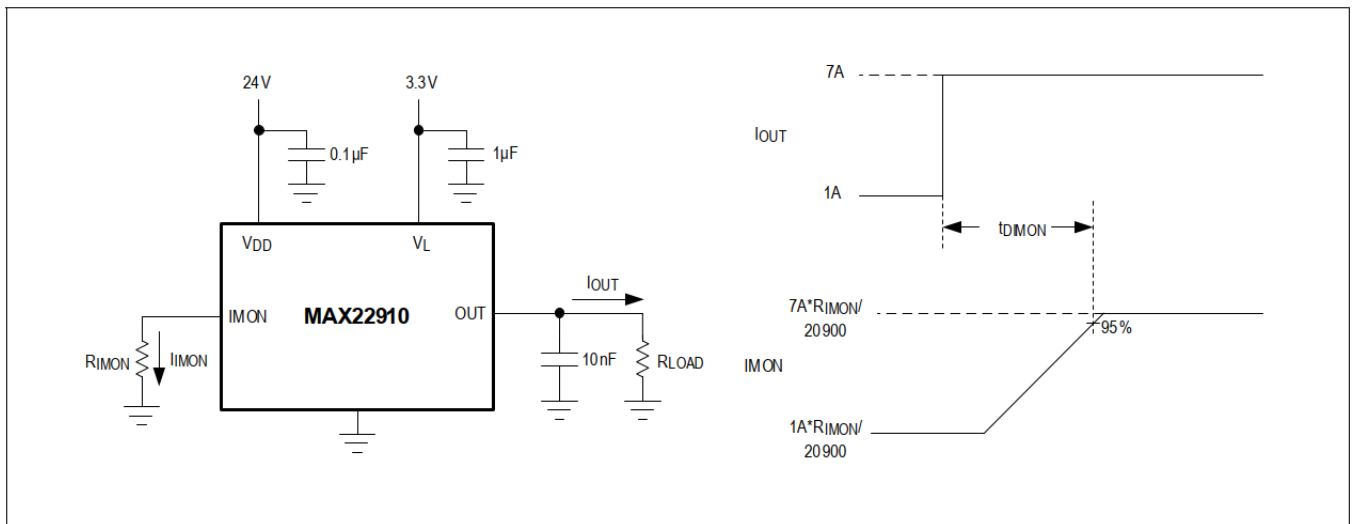 24V
3.3V
0.1µF
1µF
VDD
VL
IMON
MAX22910
OUT
IOUT
RIMON
IIMON
10nF
RLOAD
7A
IOUT
1A
tDIMON
7A*RIMON/
20900
95%
IMON
1A*RIMON/
20900